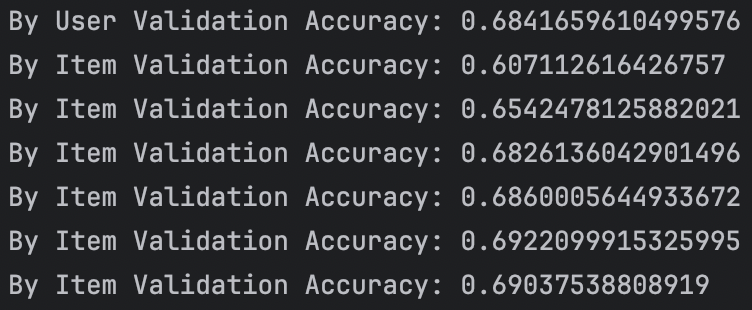 By User Validation Accuracy: 0.6841659610499576
By Item Validation Accuracy: 0.607112616426757
By Item Validation Accuracy: 0.6542478125882021
By Item Validation Accuracy: 0.6826136042901496
By Item Validation Accuracy: 0.6860005644933672
By Item Validation Accuracy: 0.6922099915325995
By Item Validation Accuracy: 0.69037538808919